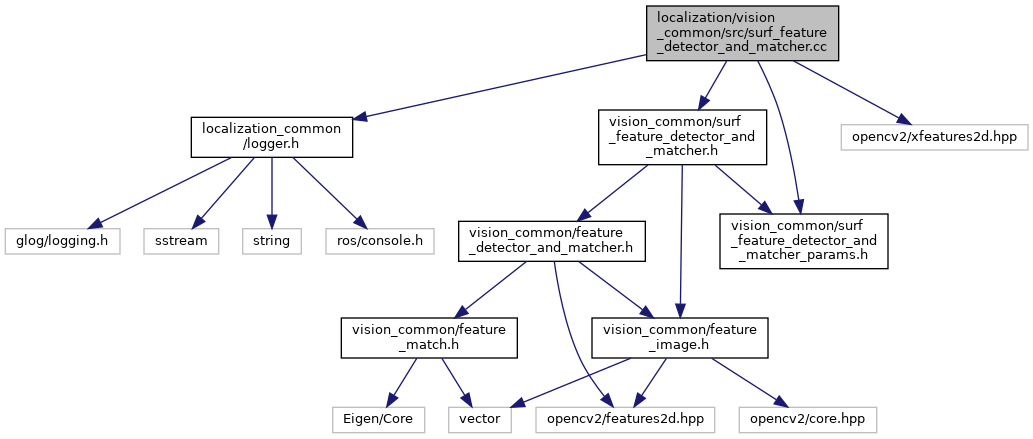 localization/vision
_common/src/surf_feature
_detector_and_matcher.cc
localization_common
/logger.h
vision_common/surf
_feature_detector_and
_matcher.h
opencv2/xfeatures2d.hpp
glog/logging.h
sstream
string
ros/console.h
vision_common/feature
_detector_and_matcher.h
vision_common/surf
_feature_detector_and
_matcher_params.h
vision_common/feature
_match.h
vision_common/feature
_image.h
Eigen/Core
vector
opencv2/features2d.hpp
opencv2/core.hpp